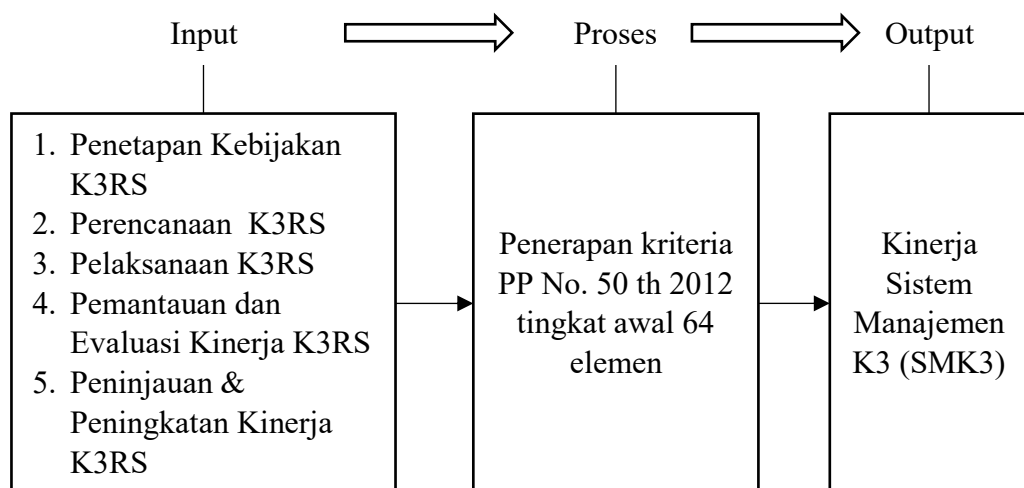 Input Proses Output
1. Penetapan Kebijakan
K3RS
2. Perencanaan K3RS
3. Pelaksanaan K3RS
4. Pemantauan dan
Evaluasi Kinerja K3RS
5. Peninjauan &
Peningkatan Kinerja
K3RS
Penerapan kriteria
PP No. 50 th 2012
tingkat awal 64
elemen
Kinerja
Sistem
Manajemen
K3 (SMK3)